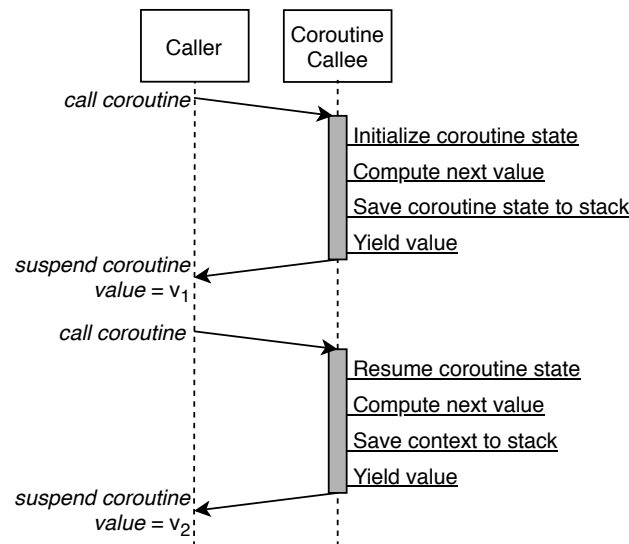 Caller
Coroutine
Callee
call coroutine
Initialize coroutine state
Compute next value
Save coroutine state to stack
Yield value
suspend coroutine
value = v1
call coroutine
Resume coroutine state
Compute next value
Save context to stack
Yield value
suspend coroutine
value = v2